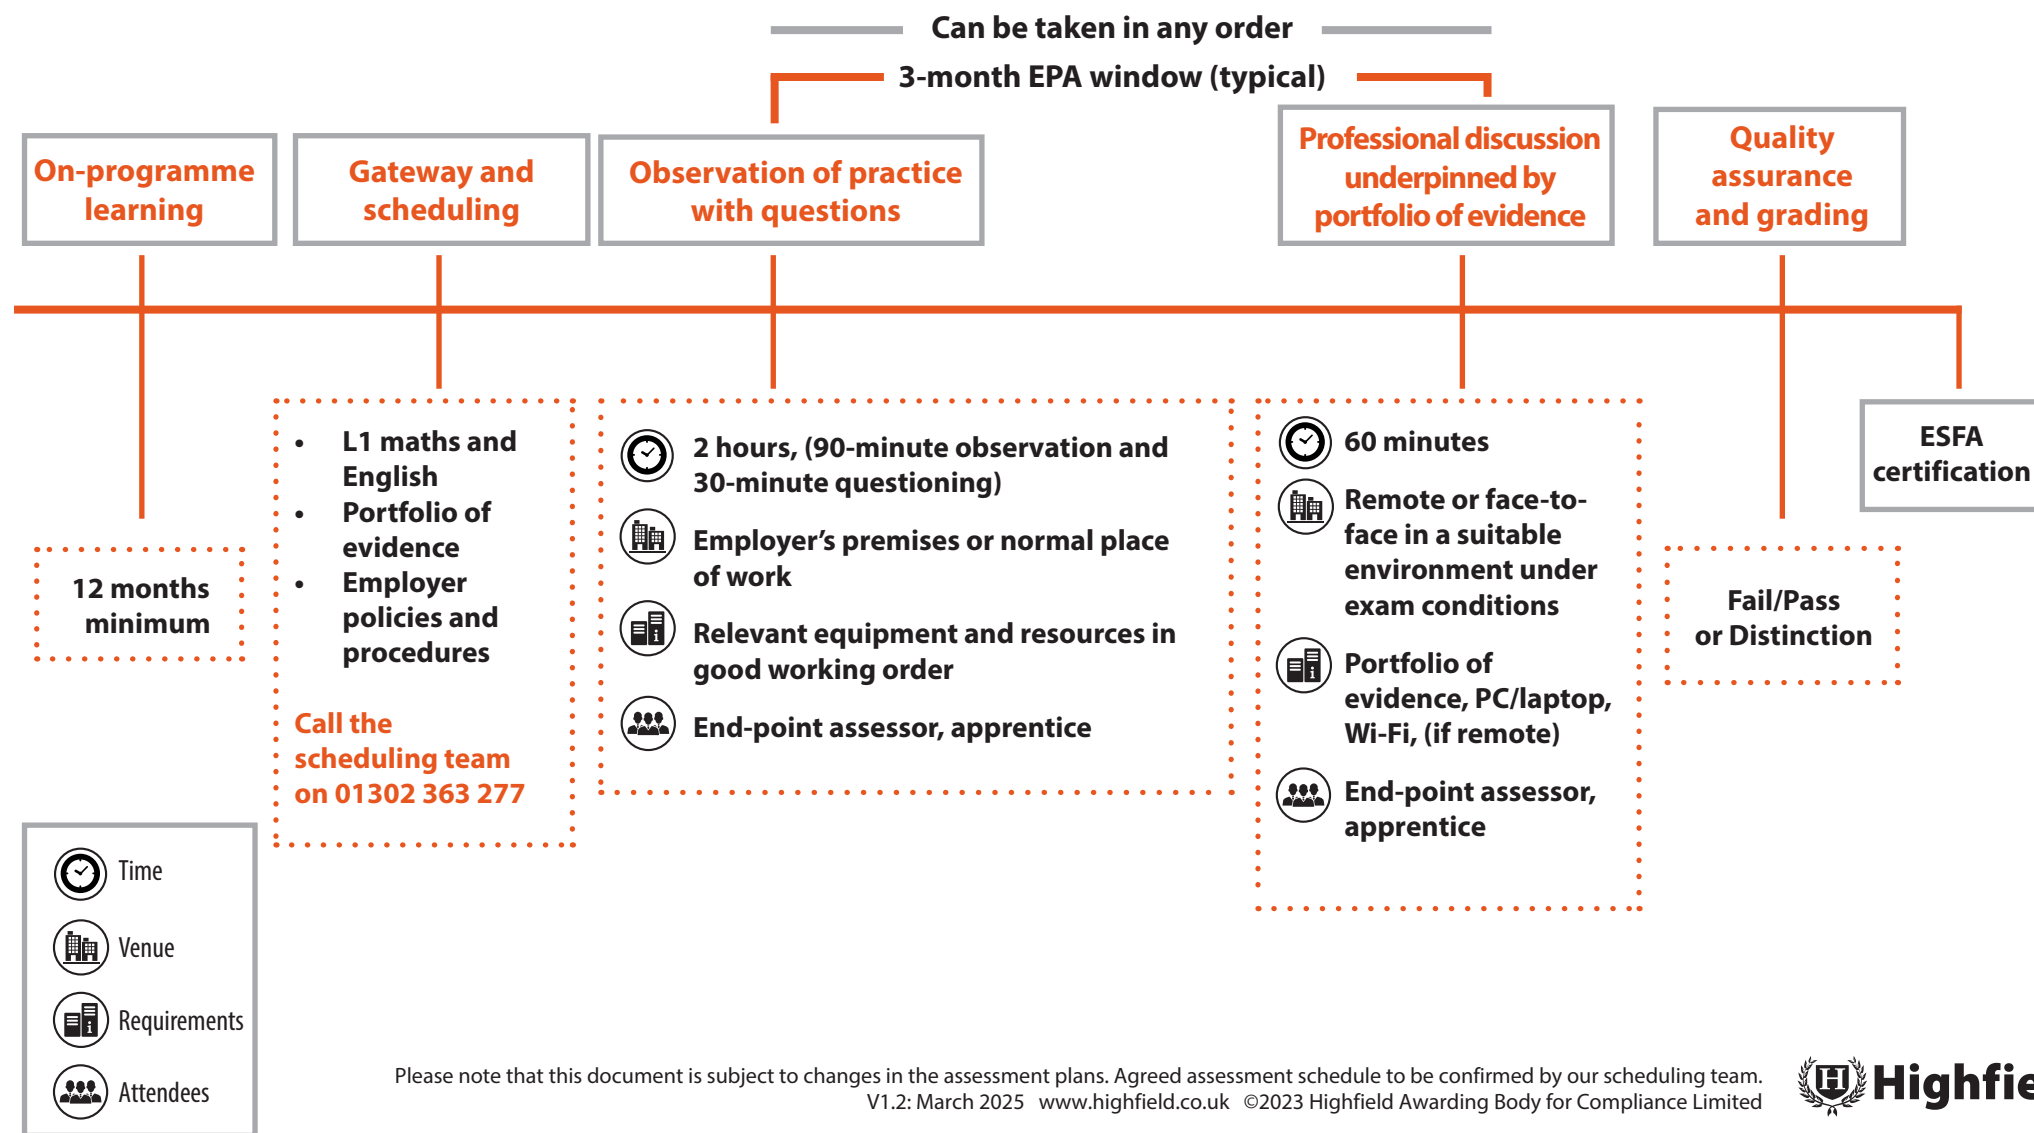 Can be taken in any order
3-month EPA window (typical)
On-programme
learning
Gateway and
scheduling
Observation of practice
with questions
Professional discussion
underpinned by
portfolio of evidence
Quality
assurance
and grading
12 months
minimum
• L1 maths and
English
• Portfolio of
evidence
• Employer
policies and
procedures
Call the
scheduling team
on 01302 363 277
2 hours, (90-minute observation and
30-minute questioning)
Employer’s premises or normal place
of work
Relevant equipment and resources in
good working order
End-point assessor, apprentice
60 minutes
Remote or face-to-
face in a suitable
environment under
exam conditions
Portfolio of
evidence, PC/laptop,
Wi-Fi, (if remote)
End-point assessor,
apprentice
Fail/Pass
or Distinction
ESFA
certification
Time
Venue
Requirements
Attendees
Please note that this document is subject to changes in the assessment plans. Agreed assessment schedule to be confirmed by our scheduling team.
V1.2: March 2025 www.highfield.co.uk ©2023 Highfield Awarding Body for Compliance Limited
H Highfie